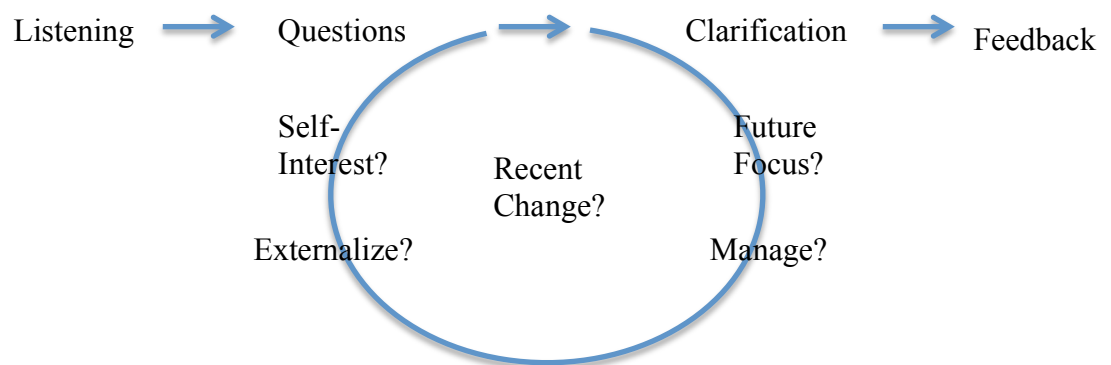 Listening
Questions
Clarification
Feedback
Self-
Interest?
Recent
Change?
Future
Focus?
Externalize?
Manage?